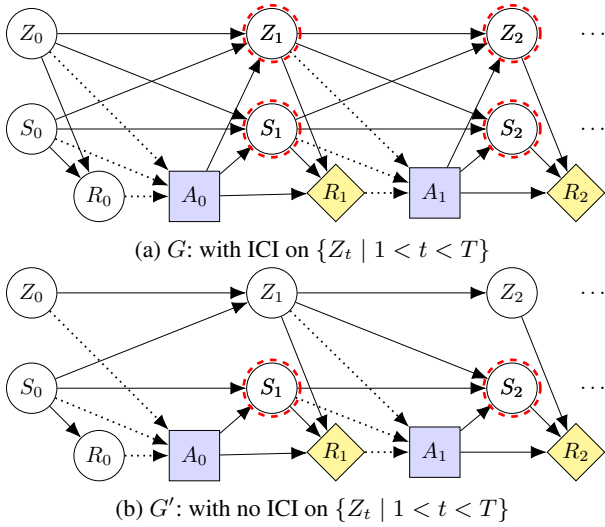 Z₀ Z₁ Z₂ ⋯
S₀ S₁ S₂ ⋯
R₀ A₀ R₁ A₁ R₂
(a) G: with ICI on {Zₜ | 1 < t < T}
Z₀ Z₁ Z₂ ⋯
S₀ S₁ S₂ ⋯
R₀ A₀ R₁ A₁ R₂
(b) G′: with no ICI on {Zₜ | 1 < t < T}